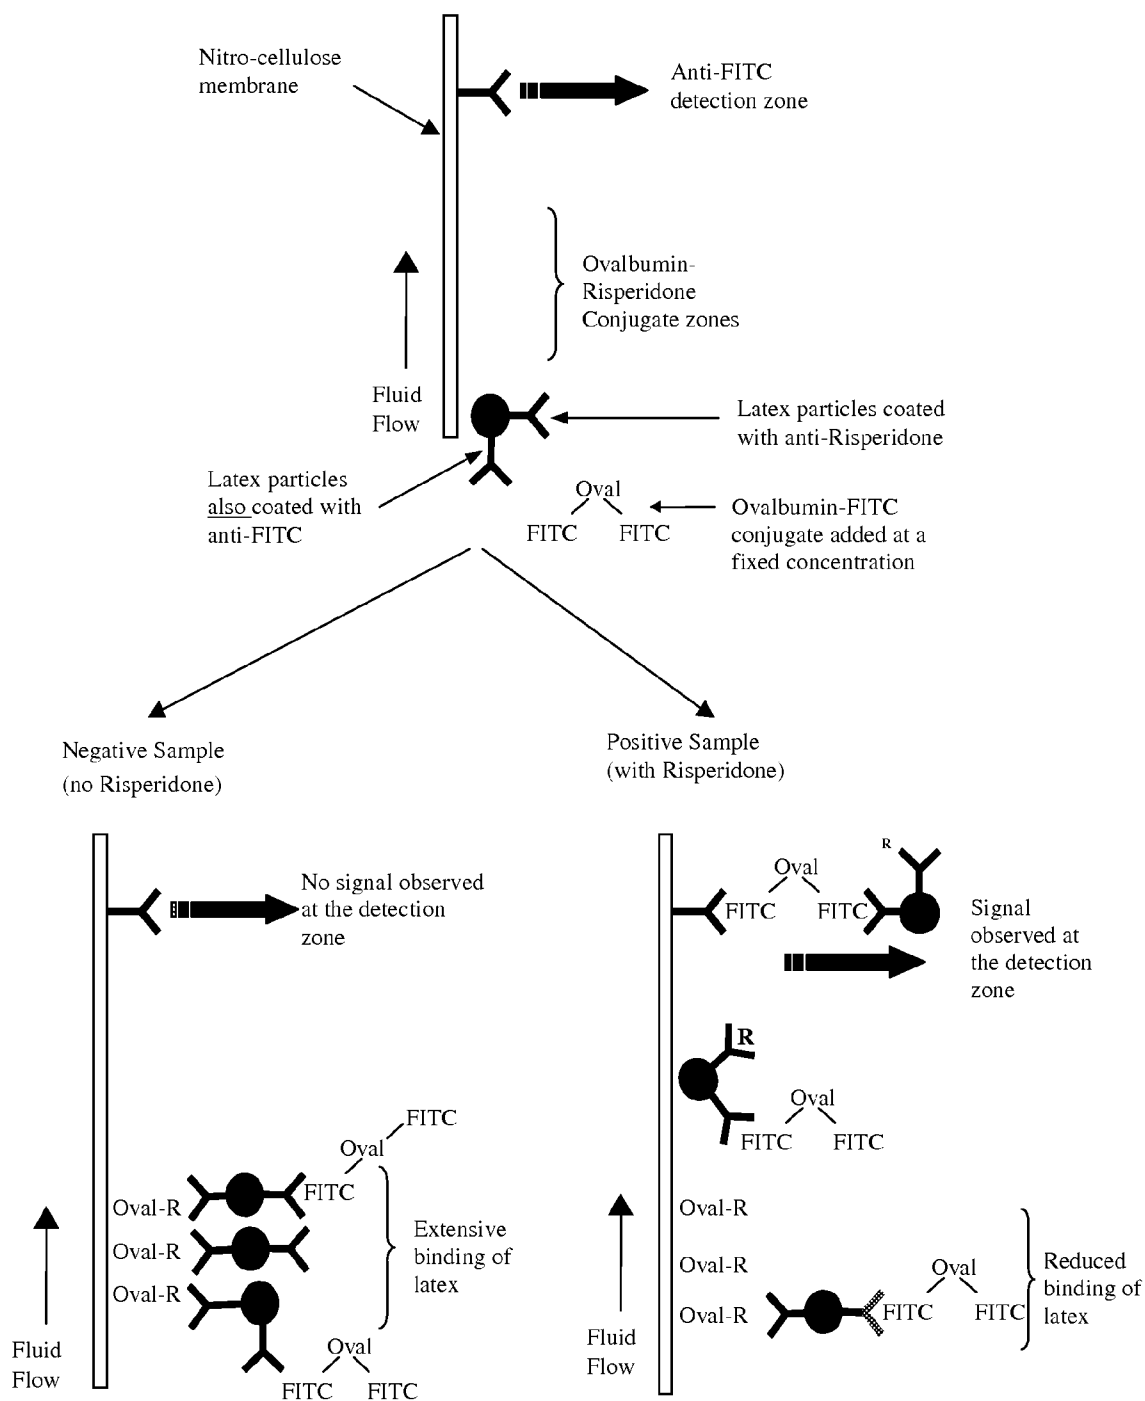 Nitro-cellulose
membrane
Anti-FITC
detection zone
Ovalbumin-
Risperidone
Conjugate zones
Fluid
Flow
Latex particles coated
with anti-Risperidone
Latex particles
also coated with
anti-FITC
Oval
FITC FITC
Ovalbumin-FITC
conjugate added at a
fixed concentration
Negative Sample
(no Risperidone)
Positive Sample
(with Risperidone)
No signal observed
at the detection
zone
FITC
Oval
FITC
Oval-R
Oval-R
Oval-R
Extensive
binding of
latex
Oval
FITC FITC
Fluid
Flow
R
Oval
FITC FITC
Signal
observed at
the detection
zone
R
Oval
FITC FITC
Oval-R
Oval-R
Oval-R
Oval
FITC FITC
Reduced
binding of
latex
Fluid
Flow